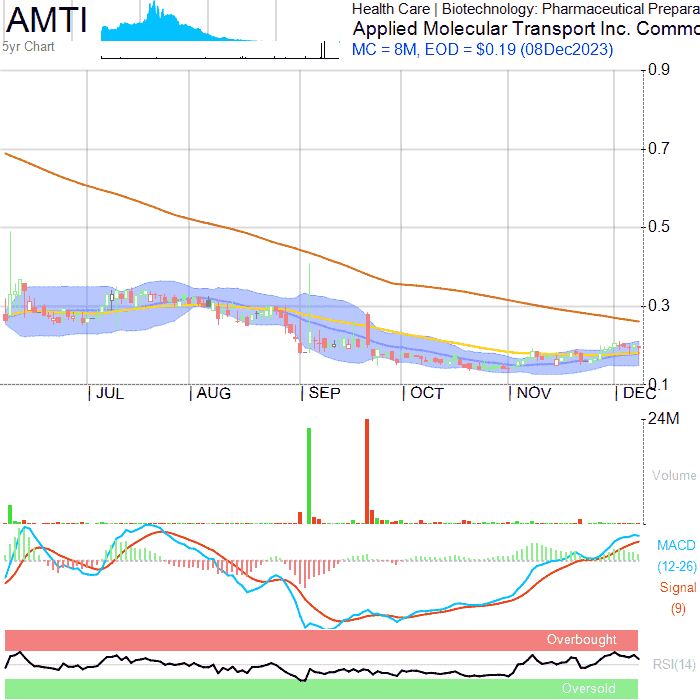 AMTI
5yr Chart
Health Care | Biotechnology: Pharmaceutical Prepara
Applied Molecular Transport Inc. Commo
MC = 8M, EOD = $0.19 (08Dec2023)
0.9
0.7
0.5
0.3
0.1
| JUL | AUG | SEP | OCT | NOV | DEC
24M
Volume
MACD
(12-26)
Signal
(9)
Overbought
RSI(14)
Oversold